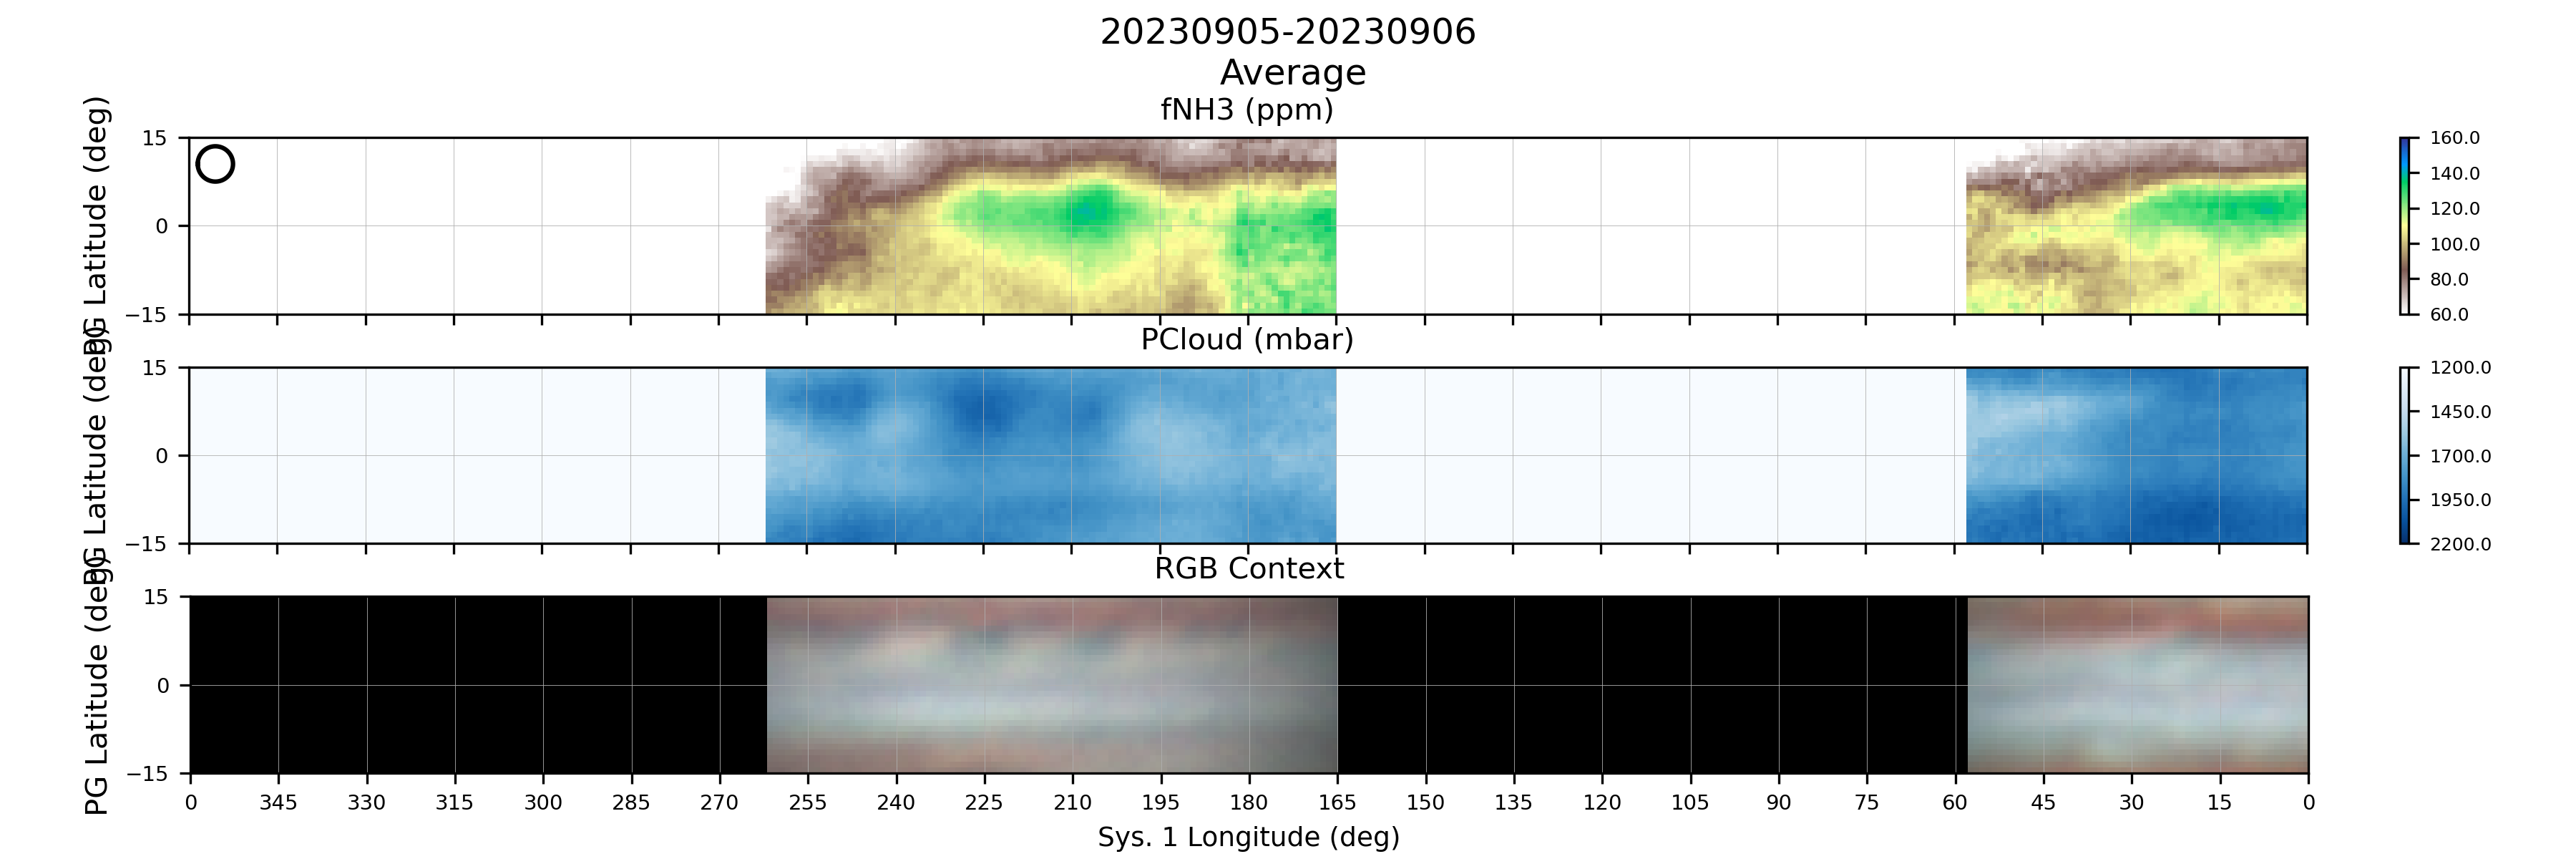 20230905-20230906
Average
fNH3 (ppm)
PG Latitude (deg)
15
0
−15
160.0
140.0
120.0
100.0
80.0
60.0
PCloud (mbar)
PG Latitude (deg)
15
0
−15
1200.0
1450.0
1700.0
1950.0
2200.0
RGB Context
PG Latitude (deg)
15
0
−15
0 345 330 315 300 285 270 255 240 225 210 195 180 165 150 135 120 105 90 75 60 45 30 15 0
Sys. 1 Longitude (deg)